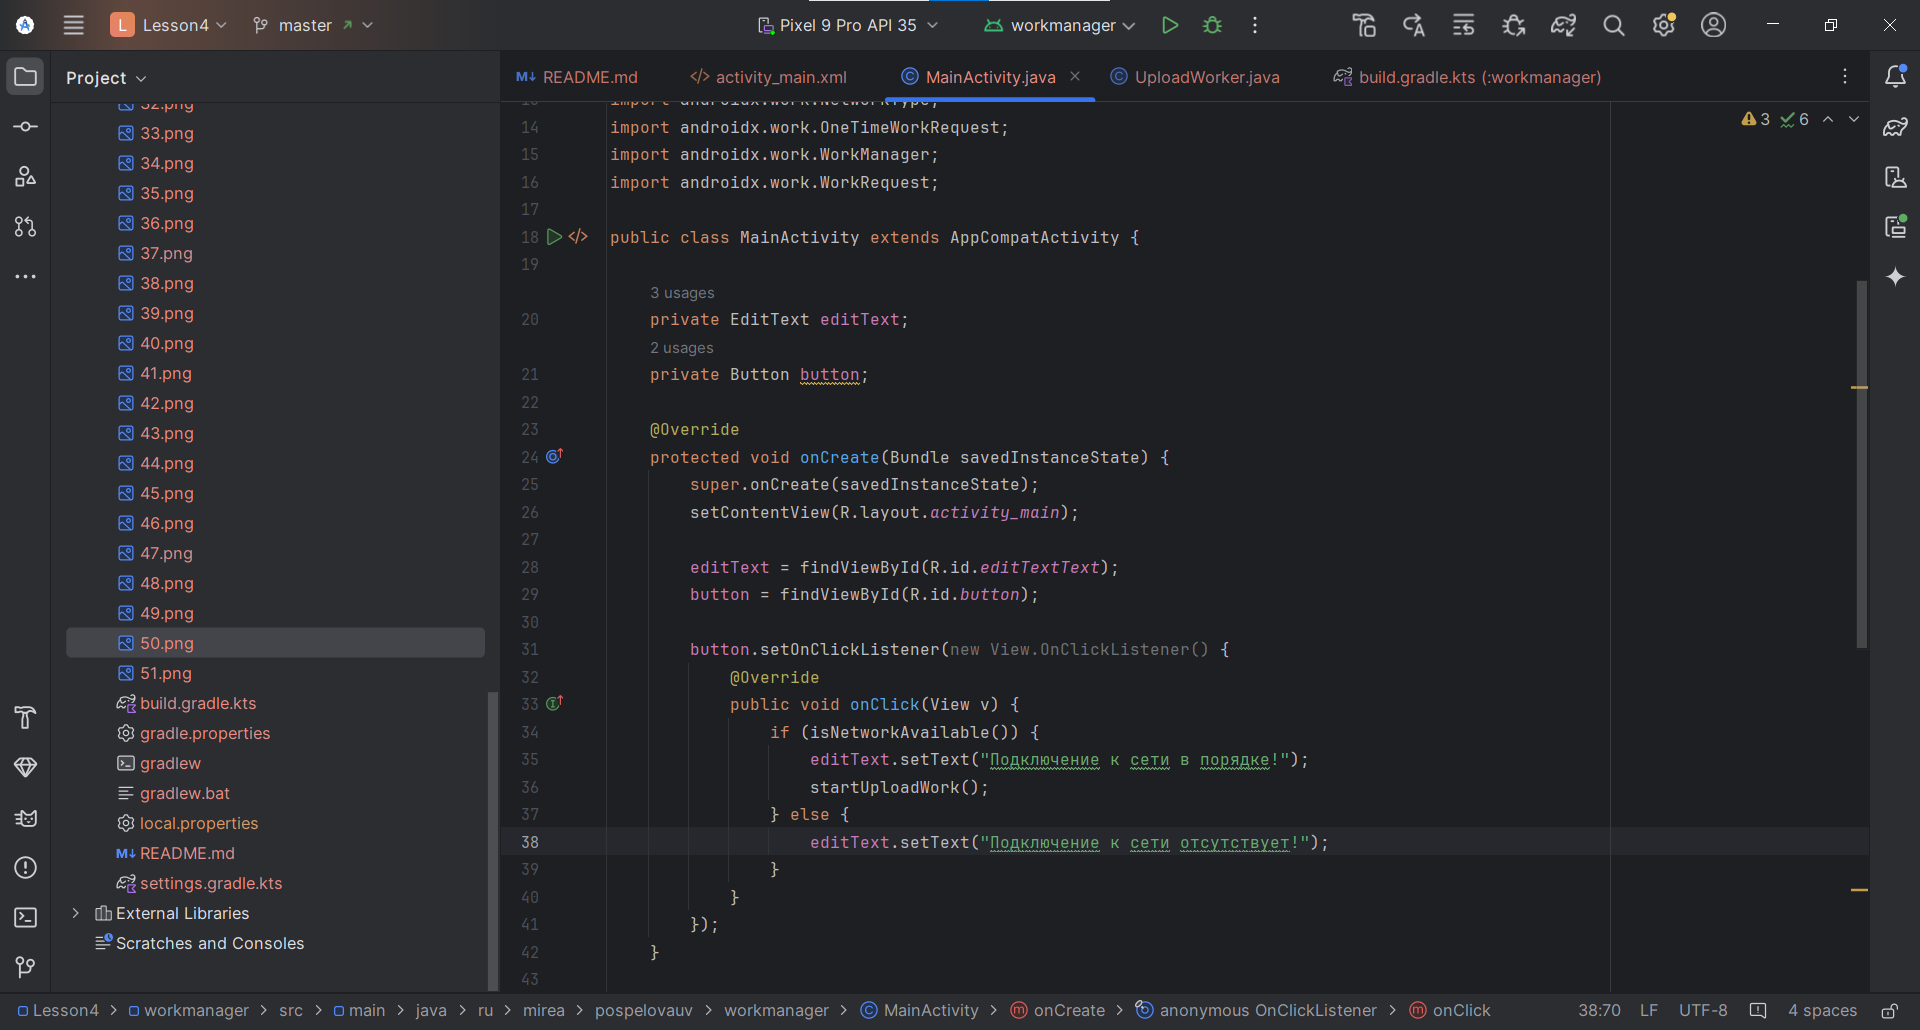 L Lesson4 master Pixel 9 Pro API 35 workmanager
Project
README.md activity_main.xml MainActivity.java UploadWorker.java build.gradle.kts (:workmanager)
3 6
33.png
34.png
35.png
36.png
37.png
38.png
39.png
40.png
41.png
42.png
43.png
44.png
45.png
46.png
47.png
48.png
49.png
50.png
51.png
build.gradle.kts
gradle.properties
gradlew
gradlew.bat
local.properties
README.md
settings.gradle.kts
External Libraries
Scratches and Consoles
14 import androidx.work.OneTimeWorkRequest;
15 import androidx.work.WorkManager;
16 import androidx.work.WorkRequest;
17
18 public class MainActivity extends AppCompatActivity {
19
3 usages
20 private EditText editText;
2 usages
21 private Button button;
22
23 @Override
24 protected void onCreate(Bundle savedInstanceState) {
25 super.onCreate(savedInstanceState);
26 setContentView(R.layout.activity_main);
27
28 editText = findViewById(R.id.editTextText);
29 button = findViewById(R.id.button);
30
31 button.setOnClickListener(new View.OnClickListener() {
32 @Override
33 public void onClick(View v) {
34 if (isNetworkAvailable()) {
35 editText.setText("Подключение к сети в порядке!");
36 startUploadWork();
37 } else {
38 editText.setText("Подключение к сети отсутствует!");
39 }
40 }
41 });
42 }
43
Lesson4 > workmanager > src > main > java > ru > mirea > pospelovauv > workmanager > MainActivity > onCreate > anonymous OnClickListener > onClick 38:70 LF UTF-8 4 spaces